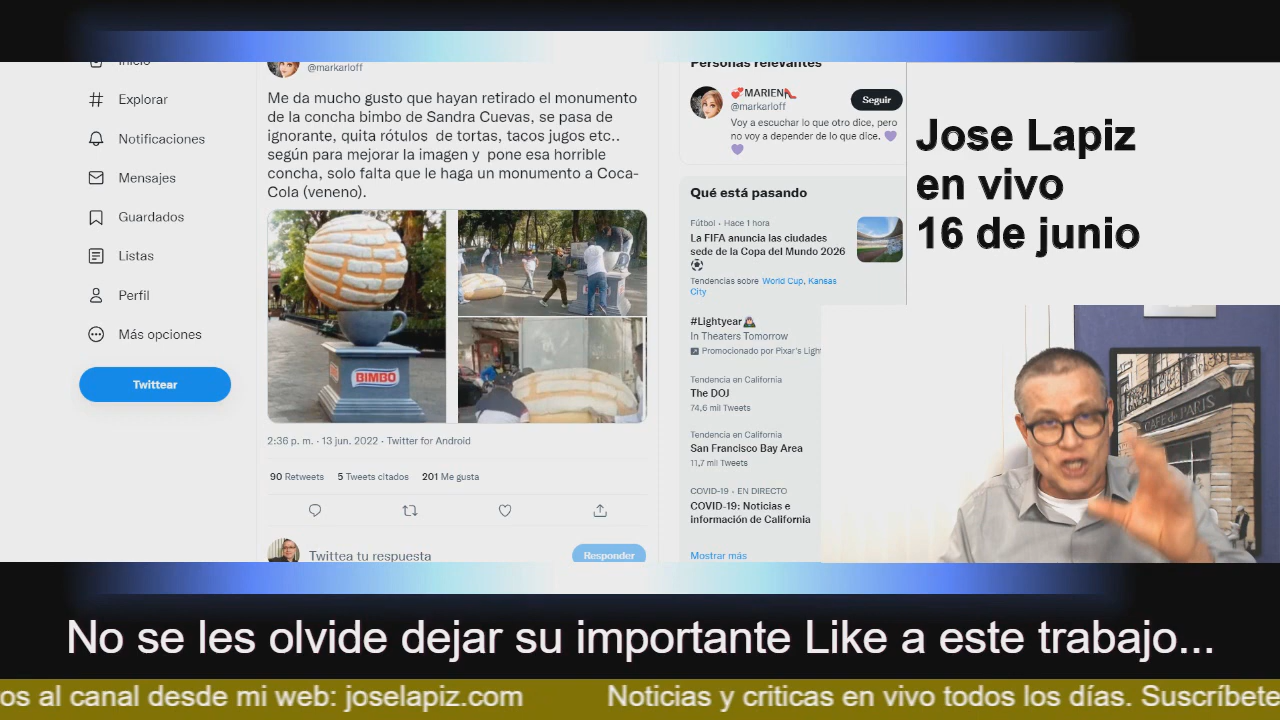 Inicio
Explorar
Notificaciones
Mensajes
Guardados
Listas
Perfil
Más opciones
Twittear
@markarloff
Me da mucho gusto que hayan retirado el monumento
de la concha bimbo de Sandra Cuevas, se pasa de
ignorante, quita rótulos de tortas, tacos jugos etc..
según para mejorar la imagen y pone esa horrible
concha, solo falta que le haga un monumento a Coca-
Cola (veneno).
BIMBO
2:36 p. m. · 13 jun. 2022 · Twitter for Android
90 Retweets 5 Tweets citados 201 Me gusta
Twittea tu respuesta
Responder
Personas relevantes
💞MARIEN👠
@markarloff
Seguir
Voy a escuchar lo que otro dice, pero
no voy a depender de lo que dice. 💜
💜
Qué está pasando
Fútbol · Hace 1 hora
La FIFA anuncia las ciudades
sede de la Copa del Mundo 2026
⚽
Tendencias sobre World Cup, Kansas
City
#Lightyear
In Theaters Tomorrow
Promocionado por Pixar's Light
Tendencia en California
The DOJ
74,6 mil Tweets
Tendencia en California
San Francisco Bay Area
11,7 mil Tweets
COVID-19 · EN DIRECTO
COVID-19: Noticias e
información de California
Mostrar más
Jose Lapiz
en vivo
16 de junio
CAFE de PARIS
No se les olvide dejar su importante Like a este trabajo...
os al canal desde mi web: joselapiz.com Noticias y criticas en vivo todos los días. Suscríbete